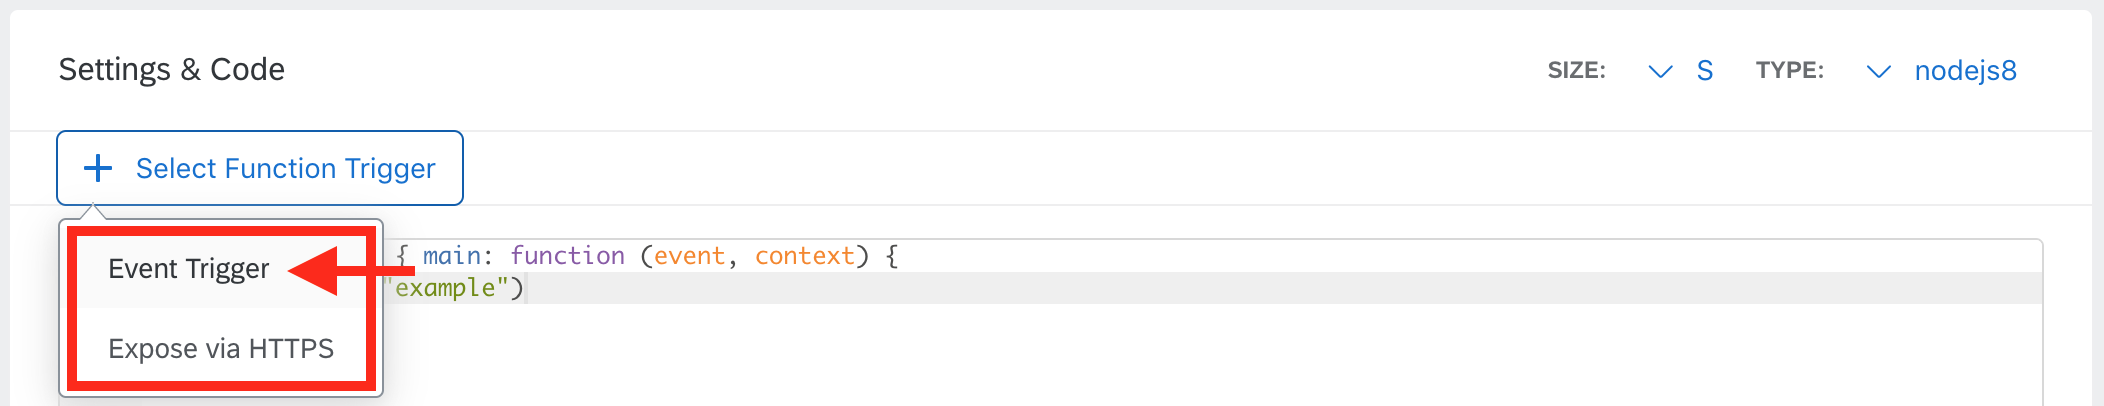 Settings & Code SIZE: S TYPE: nodejs8
Select Function Trigger
{ main: function (event, context) {
"example")
Event Trigger
Expose via HTTPS